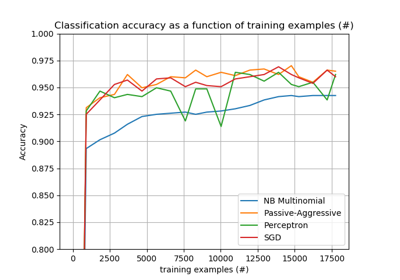 Classification accuracy as a function of training examples (#)
1.000
0.975
0.950
0.925
0.900
0.875
0.850
0.825
0.800
Accuracy
NB Multinomial
Passive-Aggressive
Perceptron
SGD
0 2500 5000 7500 10000 12500 15000 17500
training examples (#)